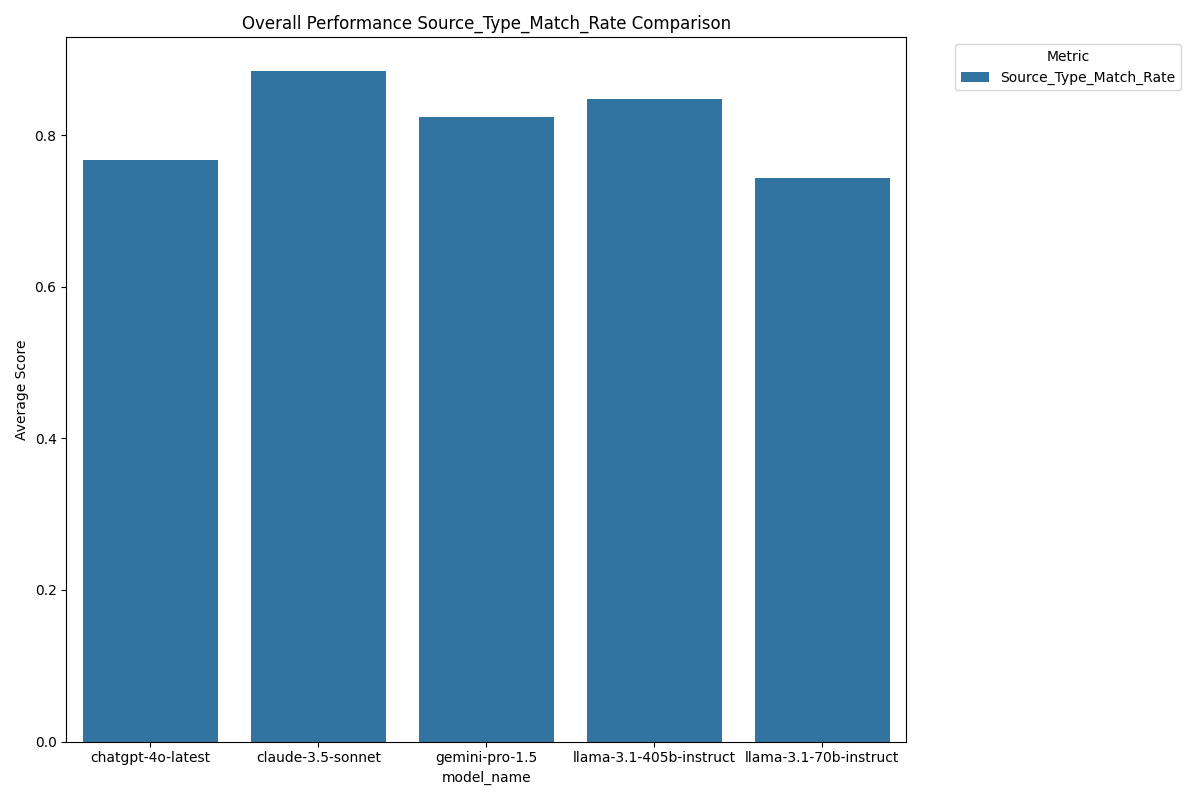 Overall Performance Source_Type_Match_Rate Comparison
Metric
Source_Type_Match_Rate
Average Score
0.8
0.6
0.4
0.2
0.0
chatgpt-4o-latest
claude-3.5-sonnet
gemini-pro-1.5
llama-3.1-405b-instruct
llama-3.1-70b-instruct
model_name